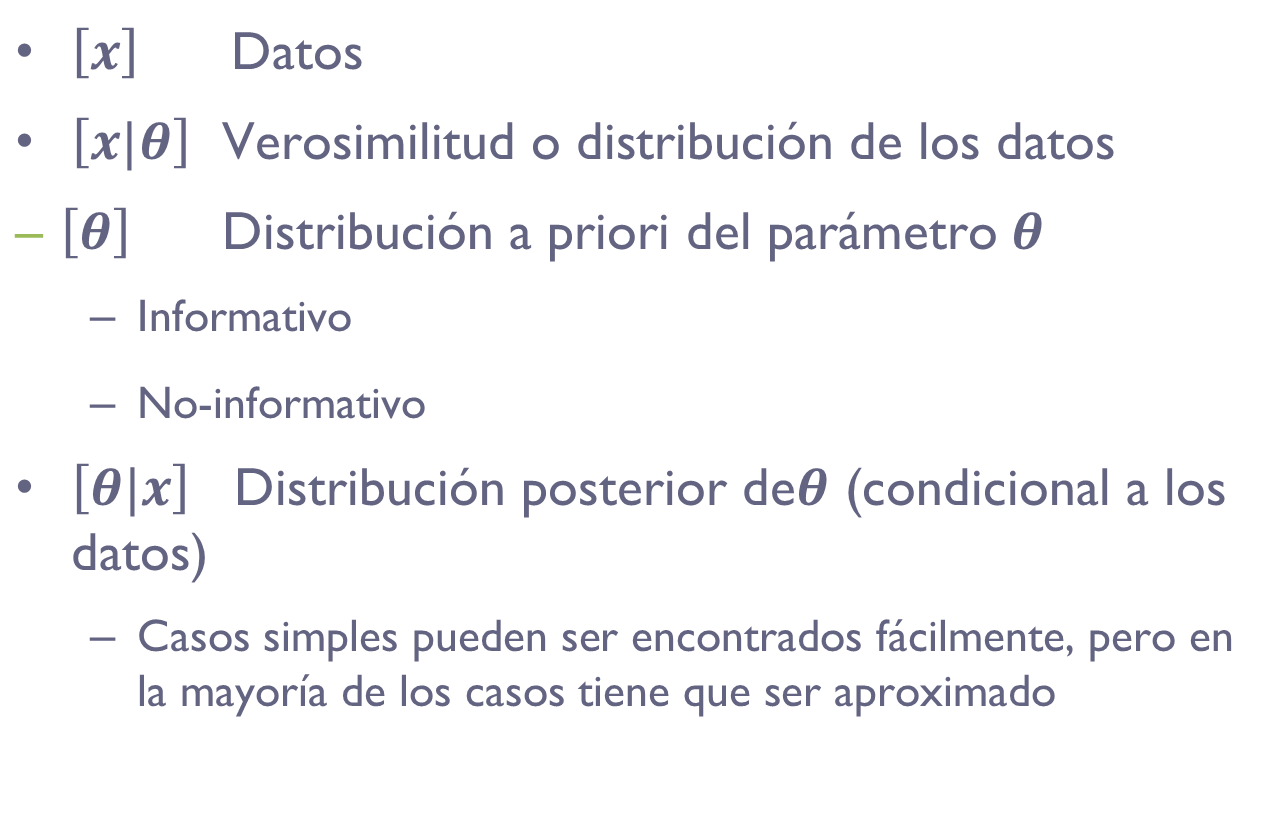 • [x] Datos
• [x|θ] Verosimilitud o distribución de los datos
– [θ] Distribución a priori del parámetro θ
– Informativo
– No-informativo
• [θ|x] Distribución posterior deθ (condicional a los
datos)
– Casos simples pueden ser encontrados fácilmente, pero en
la mayoría de los casos tiene que ser aproximado